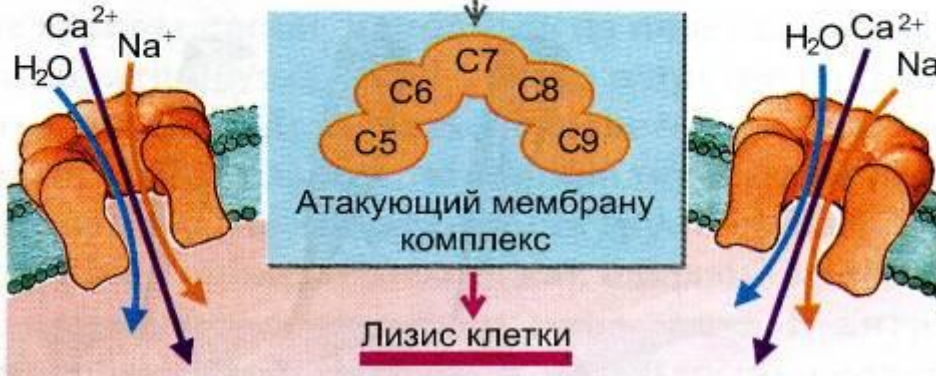 Ca²⁺
Na⁺
H₂O
C7
C6
C8
C5
C9
Атакующий мембрану
комплекс
Лизис клетки
H₂O Ca²⁺
Na